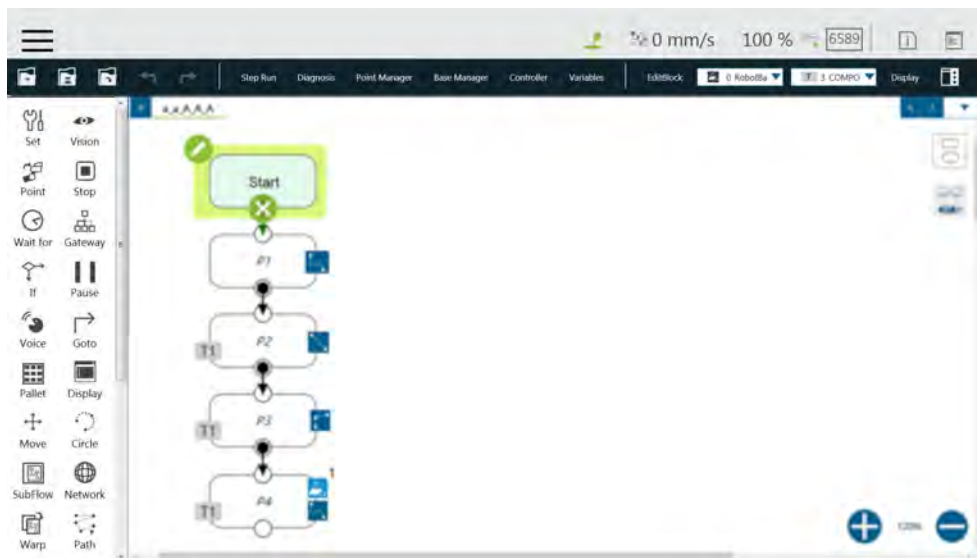 0 mm/s 100 % 6589
Step Run Diagnosis Point Manager Base Manager Controller Variables EditBlock 0 RobotBa T 3 COMPO Display
Set Vision
Point Stop
Wait for Gateway
If Pause
Voice Goto
Pallet Display
Move Circle
SubFlow Network
Warp Path
Start
P1
P2
T1
P3
T1
1
P4
T1
120%